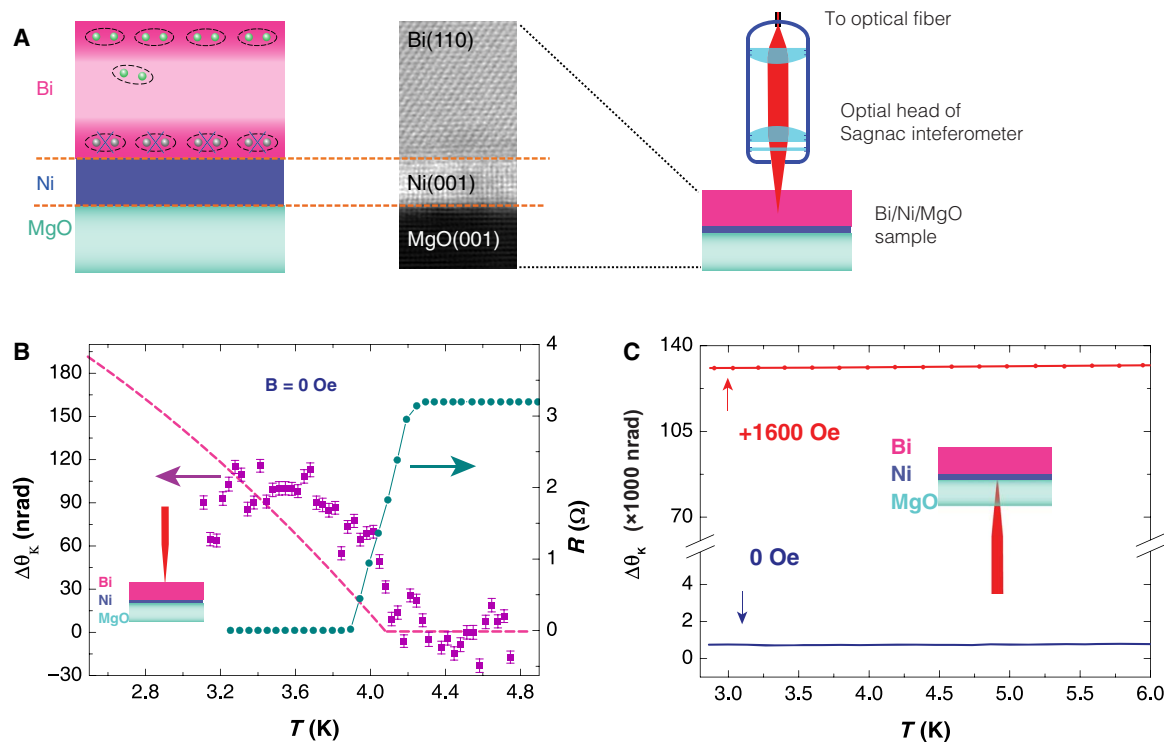 A
Bi
Ni
MgO
Bi(110)
Ni(001)
MgO(001)
To optical fiber
Optial head of
Sagnac inteferometer
Bi/Ni/MgO
sample
B
B = 0 Oe
Δθ_K (nrad)
180
150
120
90
60
30
0
−30
4
3
2
1
0
R (Ω)
Bi
Ni
MgO
2.8
3.2
3.6
4.0
4.4
4.8
T (K)
C
Δθ_K (×1000 nrad)
140
105
70
4
2
0
+1600 Oe
0 Oe
Bi
Ni
MgO
3.0
3.5
4.0
4.5
5.0
5.5
6.0
T (K)